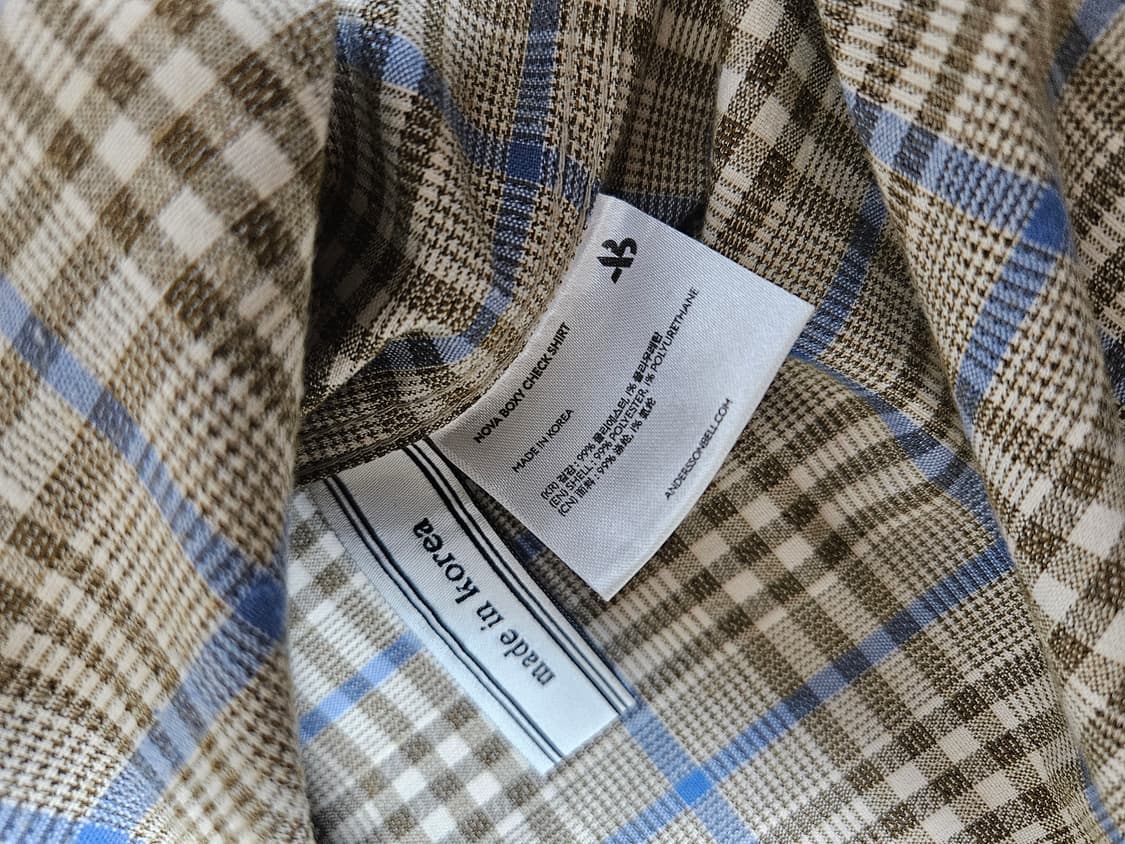 NOVA BOXY CHECK SHIRT
MADE IN KOREA
(KR) 겉감 : 99% 폴리에스터, 1% 폴리우레탄
(EN) SHELL : 99% POLYESTER, 1% POLYURETHANE
(CN) 面料 : 99% 涤纶, 1% 氨纶
ANDERSSONBELL.COM
made in korea